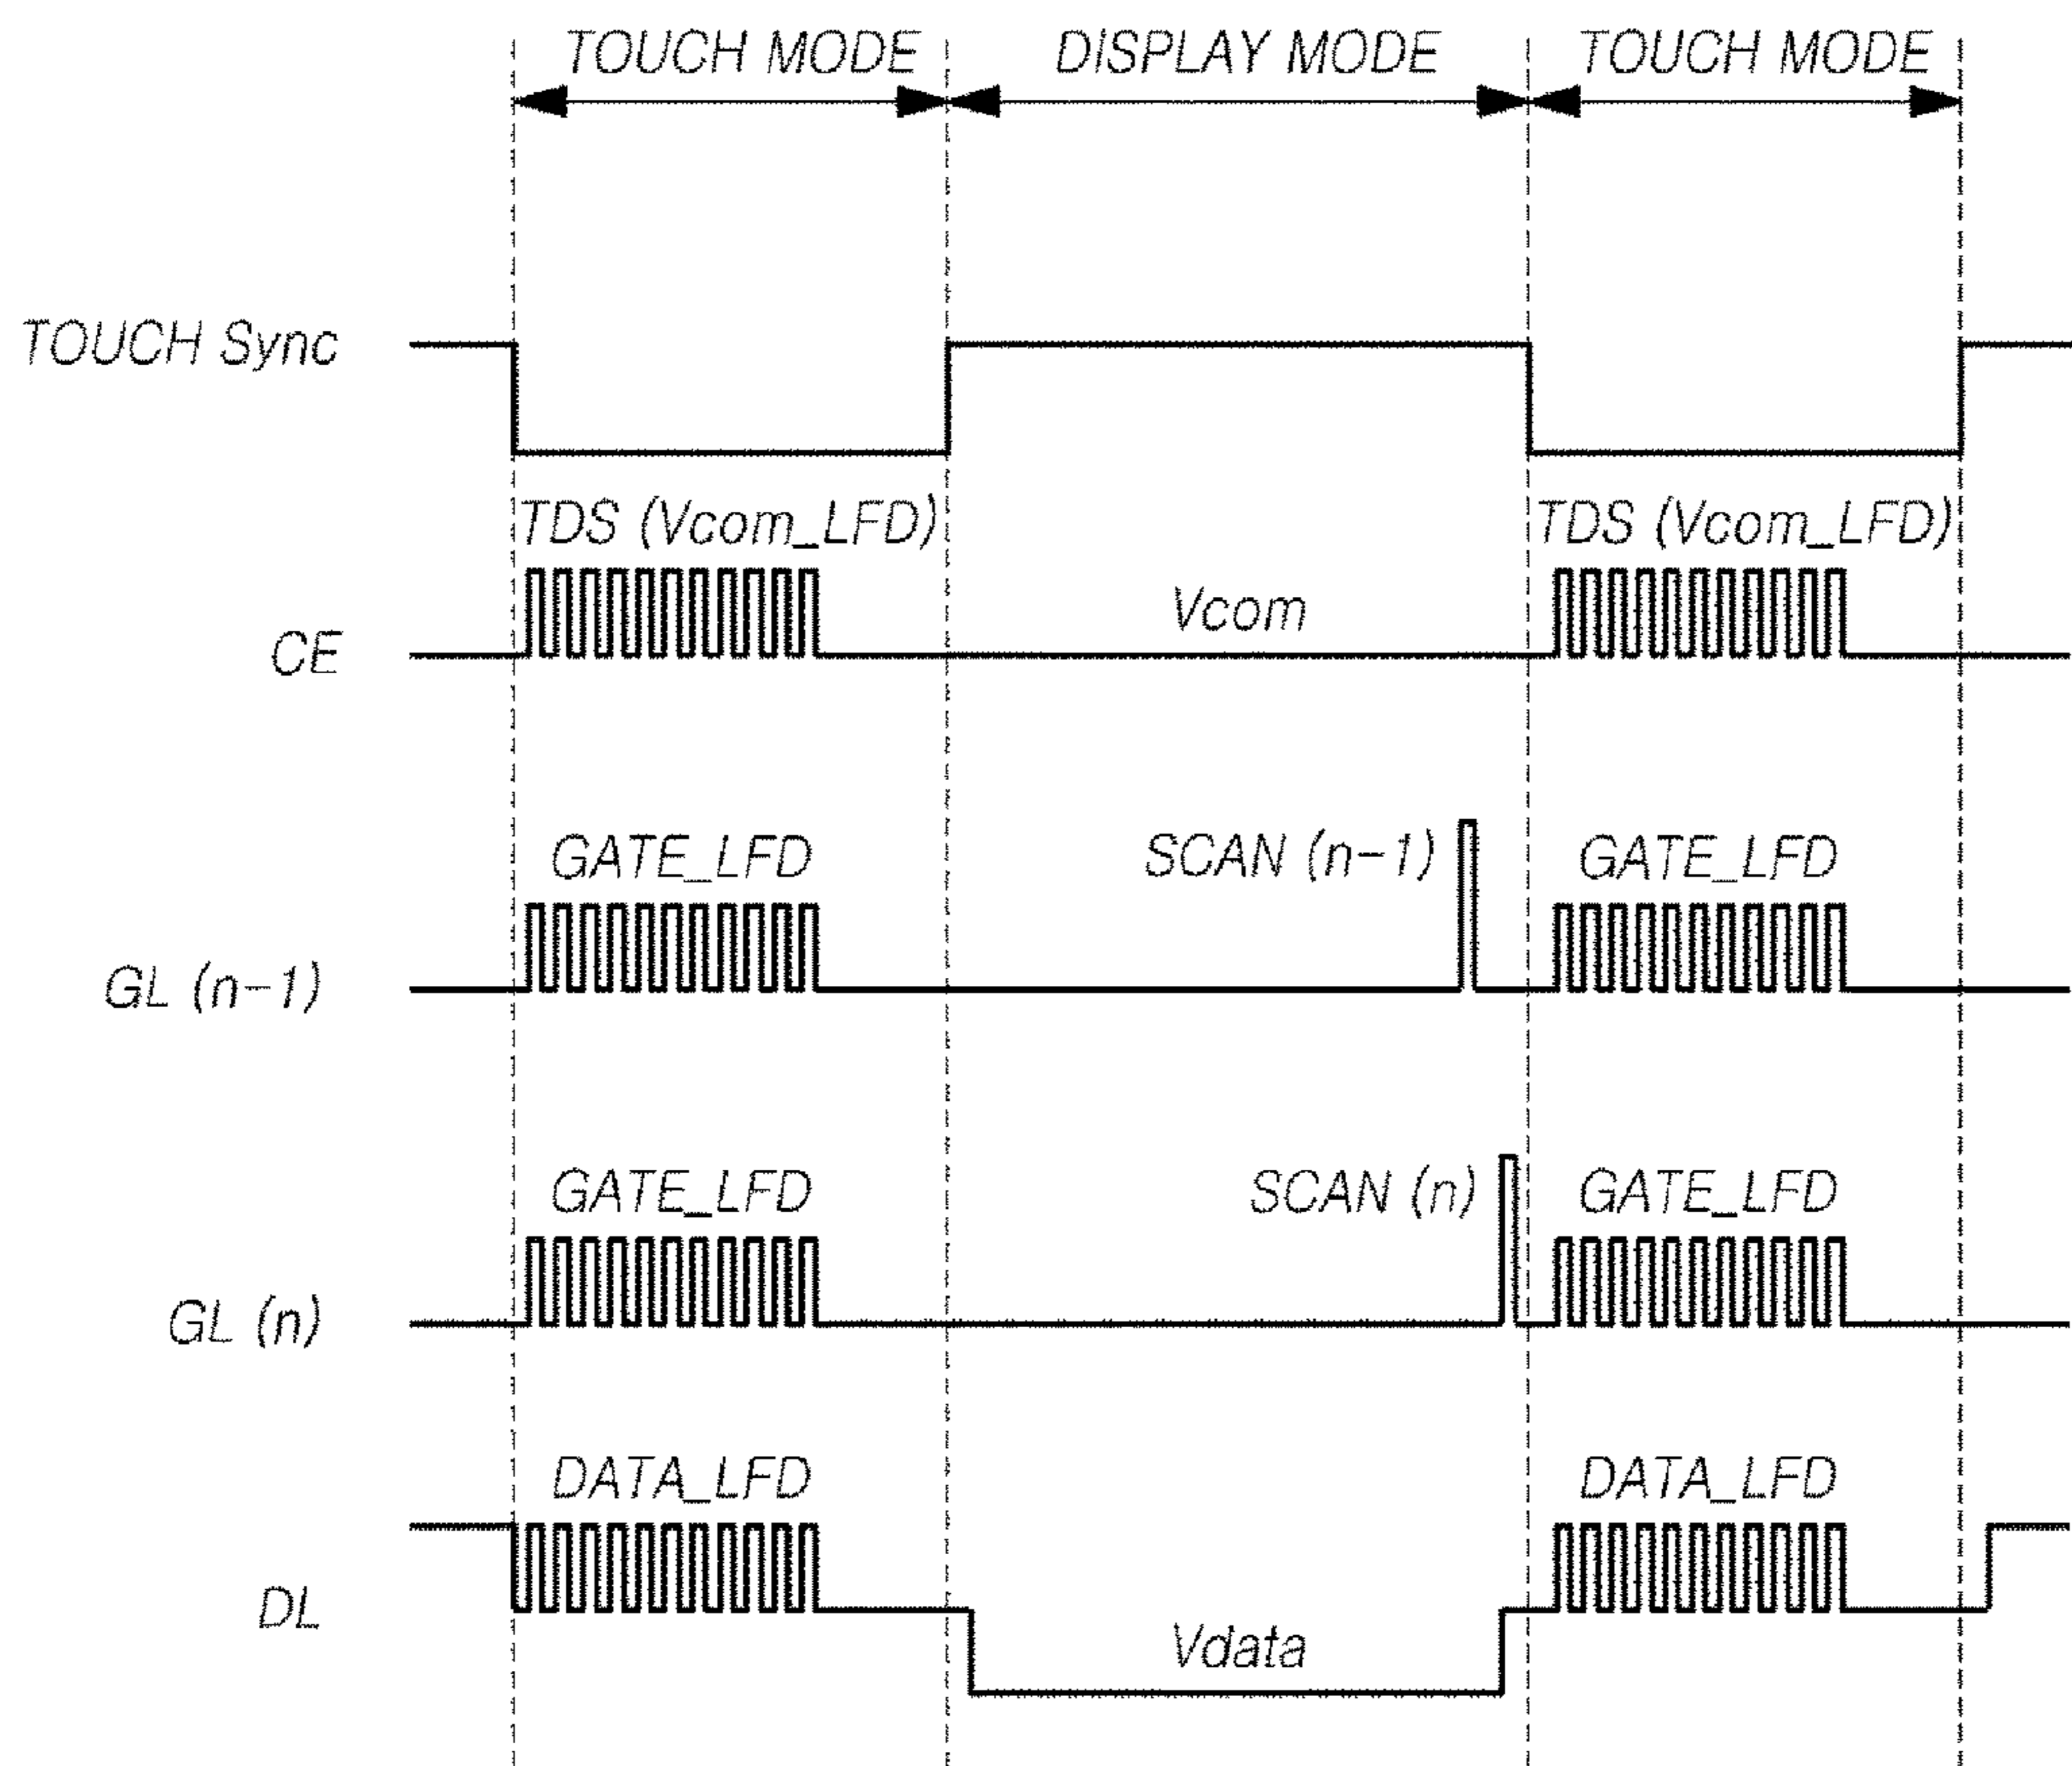 TOUCH MODE DISPLAY MODE TOUCH MODE
TOUCH Sync
TDS (Vcom_LFD) TDS (Vcom_LFD)
Vcom
CE
GATE_LFD SCAN (n-1) GATE_LFD
GL (n-1)
GATE_LFD SCAN (n) GATE_LFD
GL (n)
DATA_LFD DATA_LFD
DL
Vdata